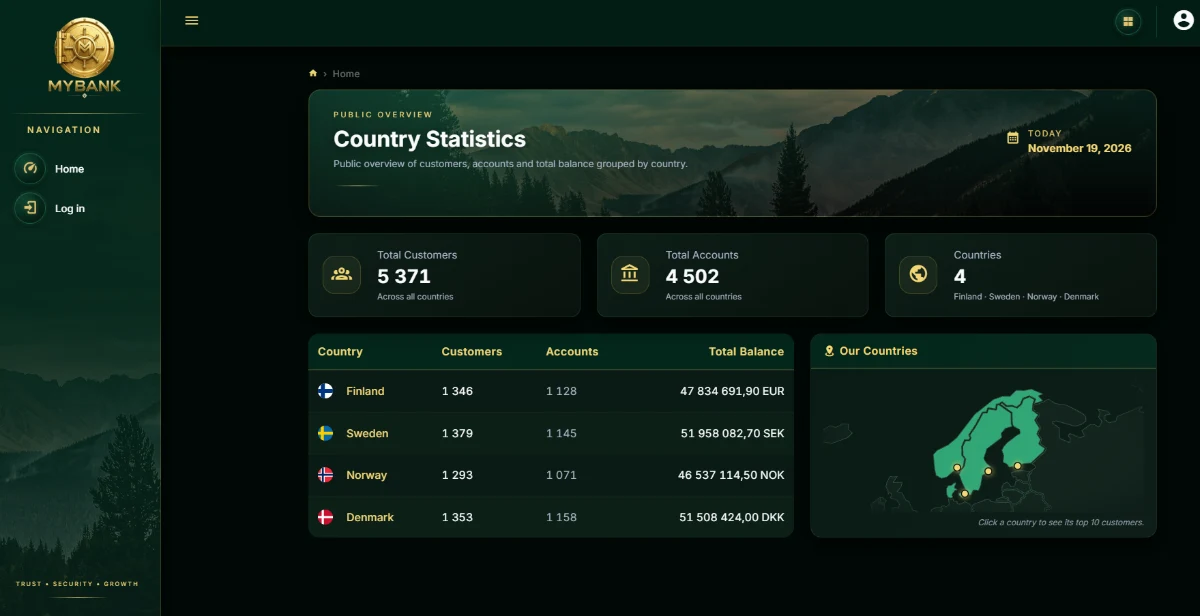 MYBANK
NAVIGATION
Home
Log in
TRUST • SECURITY • GROWTH
› Home
PUBLIC OVERVIEW
Country Statistics
Public overview of customers, accounts and total balance grouped by country.
TODAY
November 19, 2026
Total Customers
5 371
Across all countries
Total Accounts
4 502
Across all countries
Countries
4
Finland · Sweden · Norway · Denmark
Country Customers Accounts Total Balance
Finland 1 346 1 128 47 834 691,90 EUR
Sweden 1 379 1 145 51 958 082,70 SEK
Norway 1 293 1 071 46 537 114,50 NOK
Denmark 1 353 1 158 51 508 424,00 DKK
Our Countries
Click a country to see its top 10 customers.